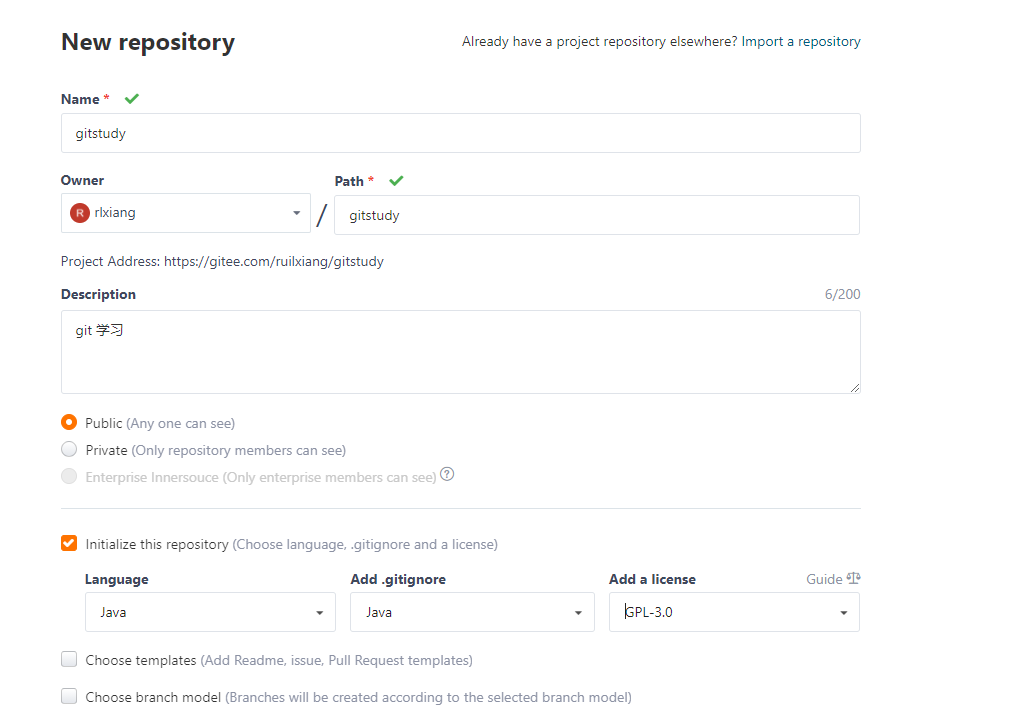 New repository
Already have a project repository elsewhere? Import a repository
Name *
gitstudy
Owner
Path *
R rlxiang
/
gitstudy
Project Address: https://gitee.com/ruilxiang/gitstudy
Description
6/200
git 学习
Public (Any one can see)
Private (Only repository members can see)
Enterprise Innersouce (Only enterprise members can see) ?
Initialize this repository (Choose language, .gitignore and a license)
Language
Add .gitignore
Add a license
Guide
Java
Java
GPL-3.0
Choose templates (Add Readme, issue, Pull Request templates)
Choose branch model (Branches will be created according to the selected branch model)